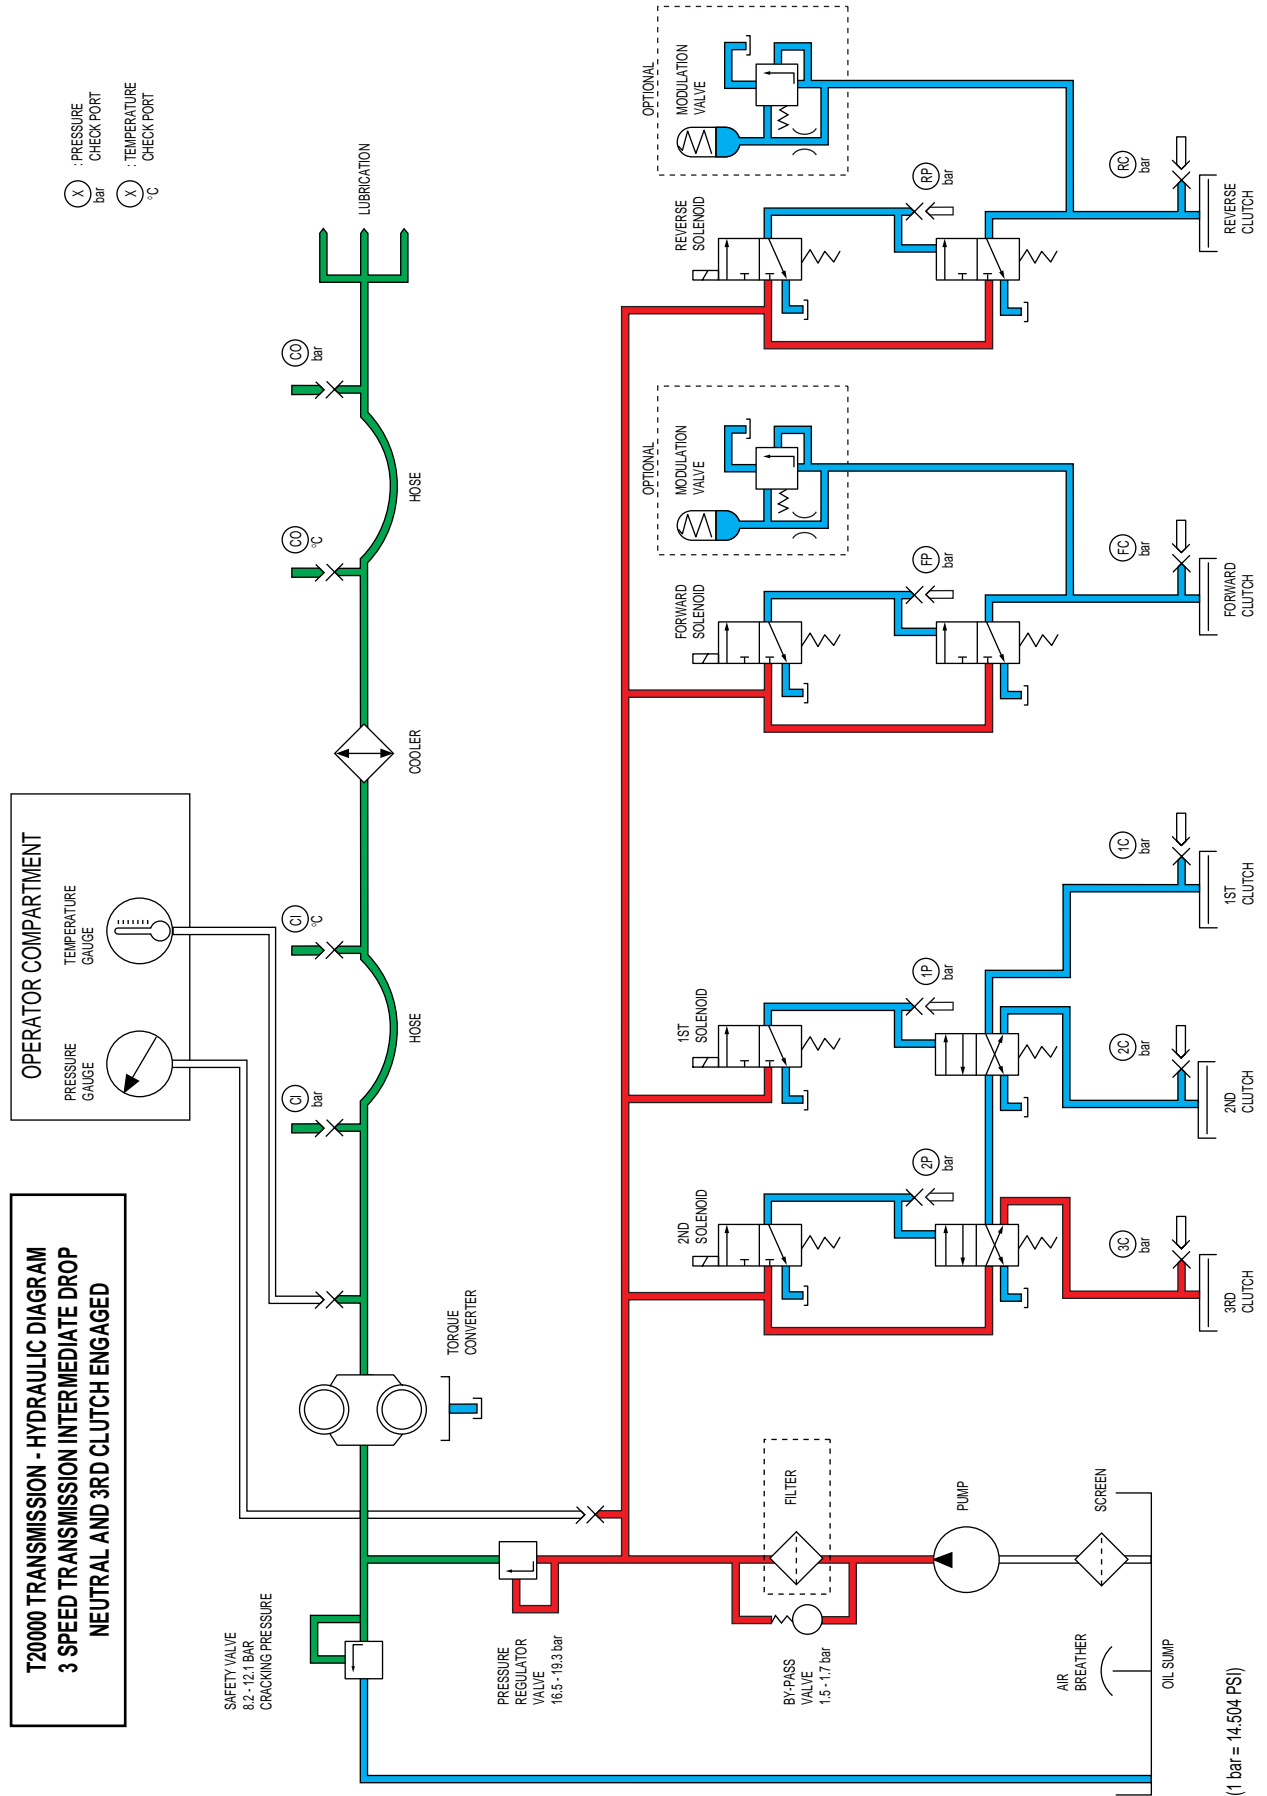 T20000 TRANSMISSION - HYDRAULIC DIAGRAM
3 SPEED TRANSMISSION INTERMEDIATE DROP
NEUTRAL AND 3RD CLUTCH ENGAGED
OPERATOR COMPARTMENT
PRESSURE
GAUGE
TEMPERATURE
GAUGE
X
bar
: PRESSURE
CHECK PORT
X
°C
: TEMPERATURE
CHECK PORT
SAFETY VALVE
8.2 - 12.1 BAR
CRACKING PRESSURE
TORQUE
CONVERTER
CI
bar
HOSE
CI
°C
COOLER
CO
°C
HOSE
CO
bar
LUBRICATION
PRESSURE
REGULATOR
VALVE
16.5 - 19.3 bar
BY-PASS
VALVE
1.5 - 1.7 bar
FILTER
PUMP
SCREEN
AIR
BREATHER
OIL SUMP
2ND
SOLENOID
2P
bar
3C
bar
3RD
CLUTCH
1ST
SOLENOID
1P
bar
2C
bar
2ND
CLUTCH
1C
bar
1ST
CLUTCH
OPTIONAL
MODULATION
VALVE
FORWARD
SOLENOID
FP
bar
FC
bar
FORWARD
CLUTCH
OPTIONAL
MODULATION
VALVE
REVERSE
SOLENOID
RP
bar
RC
bar
REVERSE
CLUTCH
(1 bar = 14.504 PSI)